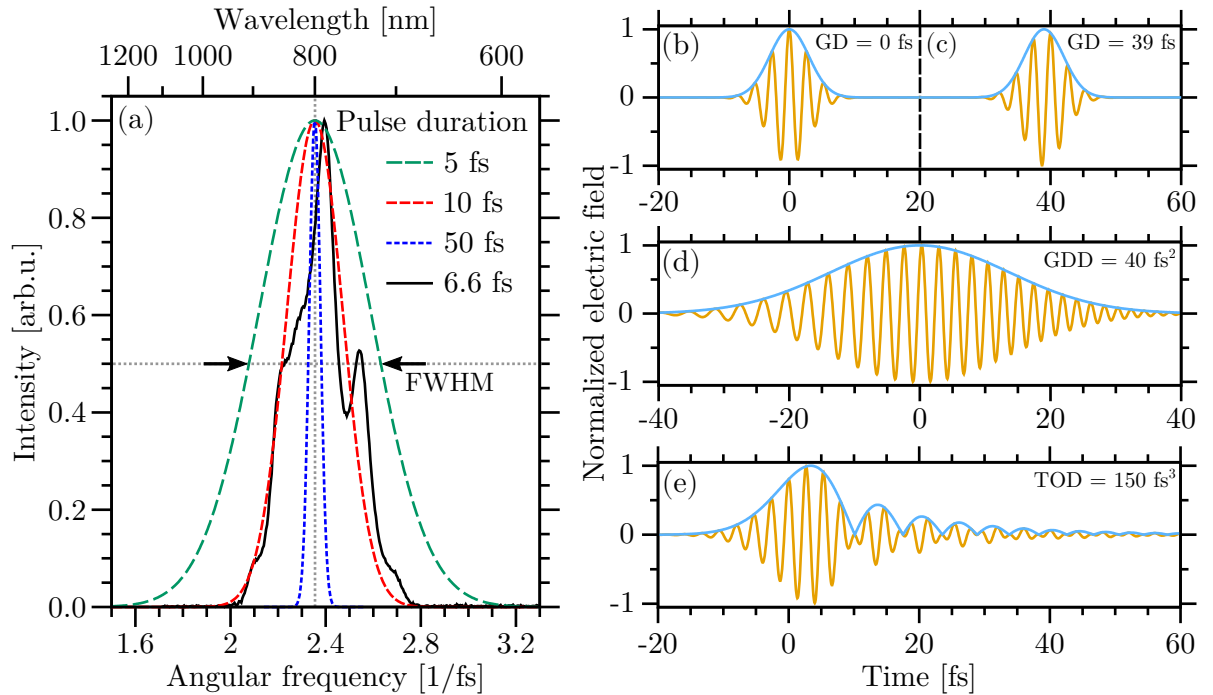 Wavelength [nm]
1200 1000 800 600
(a)
Pulse duration
5 fs
10 fs
50 fs
6.6 fs
FWHM
Intensity [arb.u.]
1.0
0.8
0.6
0.4
0.2
0.0
1.6 2 2.4 2.8 3.2
Angular frequency [1/fs]
Normalized electric field
(b) GD = 0 fs (c) GD = 39 fs
1
0
-1
-20 0 20 40 60
(d) GDD = 40 fs²
1
0
-1
-40 -20 0 20 40
(e) TOD = 150 fs³
1
0
-1
-20 0 20 40 60
Time [fs]